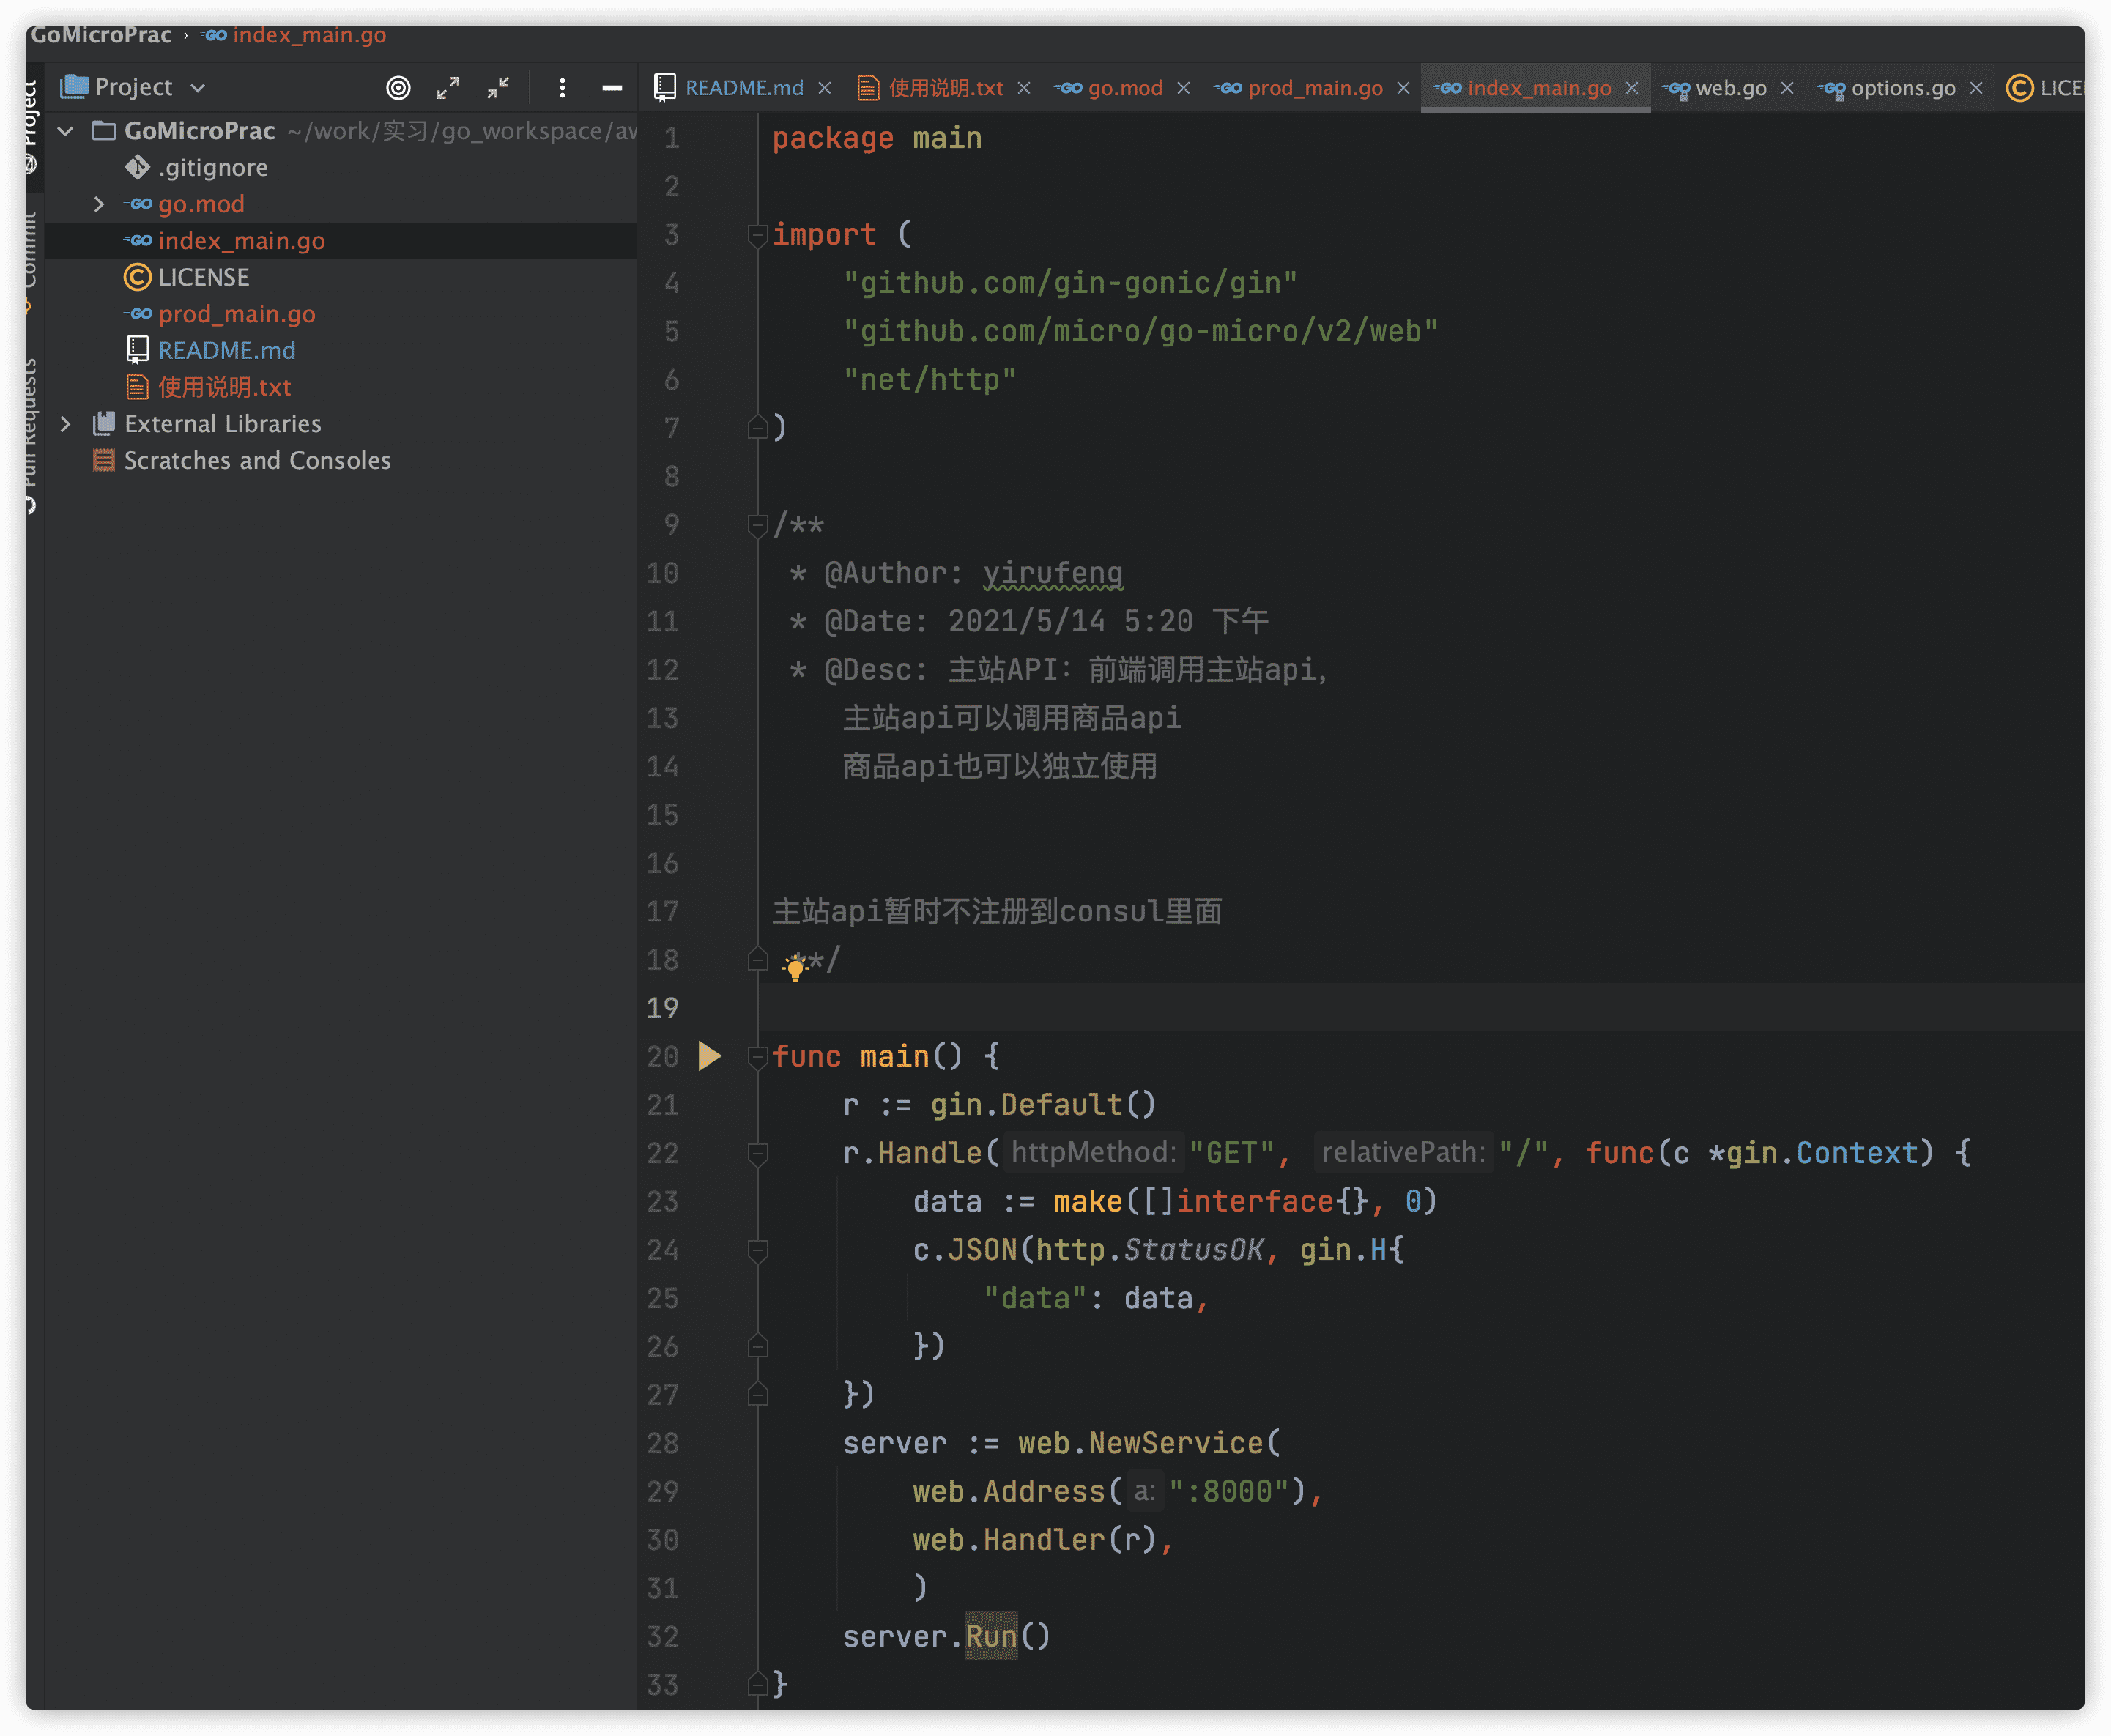 GoMicroPrac › index_main.go
Project
README.md
使用说明.txt
go.mod
prod_main.go
index_main.go
web.go
options.go
Project
Commit
Pull Requests
GoMicroPrac ~/work/实习/go_workspace/aw
.gitignore
go.mod
index_main.go
LICENSE
prod_main.go
README.md
使用说明.txt
External Libraries
Scratches and Consoles
1 package main
2
3 import (
4 "github.com/gin-gonic/gin"
5 "github.com/micro/go-micro/v2/web"
6 "net/http"
7 )
8
9 /**
10 * @Author: yirufeng
11 * @Date: 2021/5/14 5:20 下午
12 * @Desc: 主站API: 前端调用主站api,
13 主站api可以调用商品api
14 商品api也可以独立使用
15
16
17 主站api暂时不注册到consul里面
18 **/
19
20 func main() {
21 r := gin.Default()
22 r.Handle( httpMethod: "GET", relativePath: "/", func(c *gin.Context) {
23 data := make([]interface{}, 0)
24 c.JSON(http.StatusOK, gin.H{
25 "data": data,
26 })
27 })
28 server := web.NewService(
29 web.Address( a: ":8000"),
30 web.Handler(r),
31 )
32 server.Run()
33 }